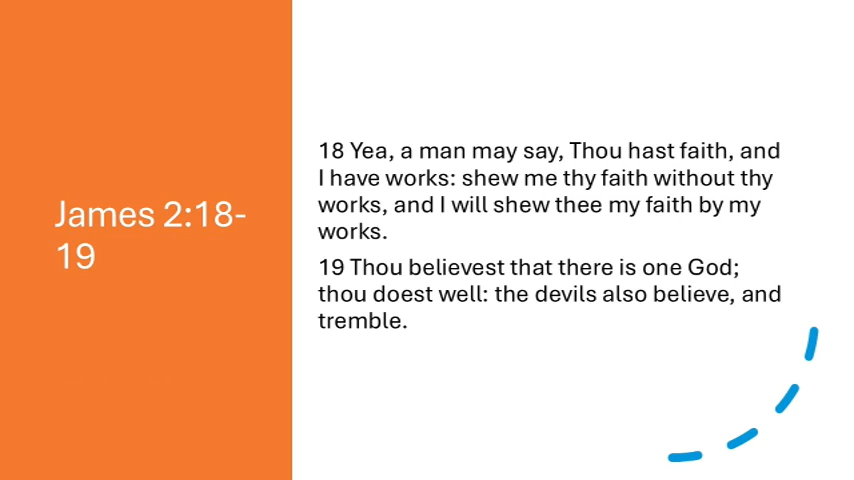 James 2:18-
19
18 Yea, a man may say, Thou hast faith, and
I have works: shew me thy faith without thy
works, and I will shew thee my faith by my
works.
19 Thou believest that there is one God;
thou doest well: the devils also believe, and
tremble.